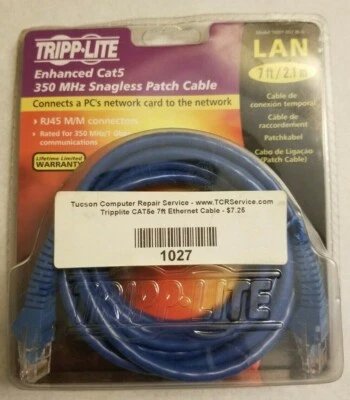 TRIPP·LITE
Enhanced Cat5
350 MHz Snagless Patch Cable
Connects a PC's network card to the network
RJ45 M/M connectors
Rated for 350 MHz/1
communications
Lifetime Limited
WARRANTY
LAN
7 ft / 2.1 m
Cable de
conexión temporal
Câble de
raccordement
Patchkabel
Cabo de Ligação
(Patch Cable)
Tucson Computer Repair Service - www.TCRService.com
Tripplite CAT5e 7ft Ethernet Cable - $7.25
1027
TRIPP·LITE